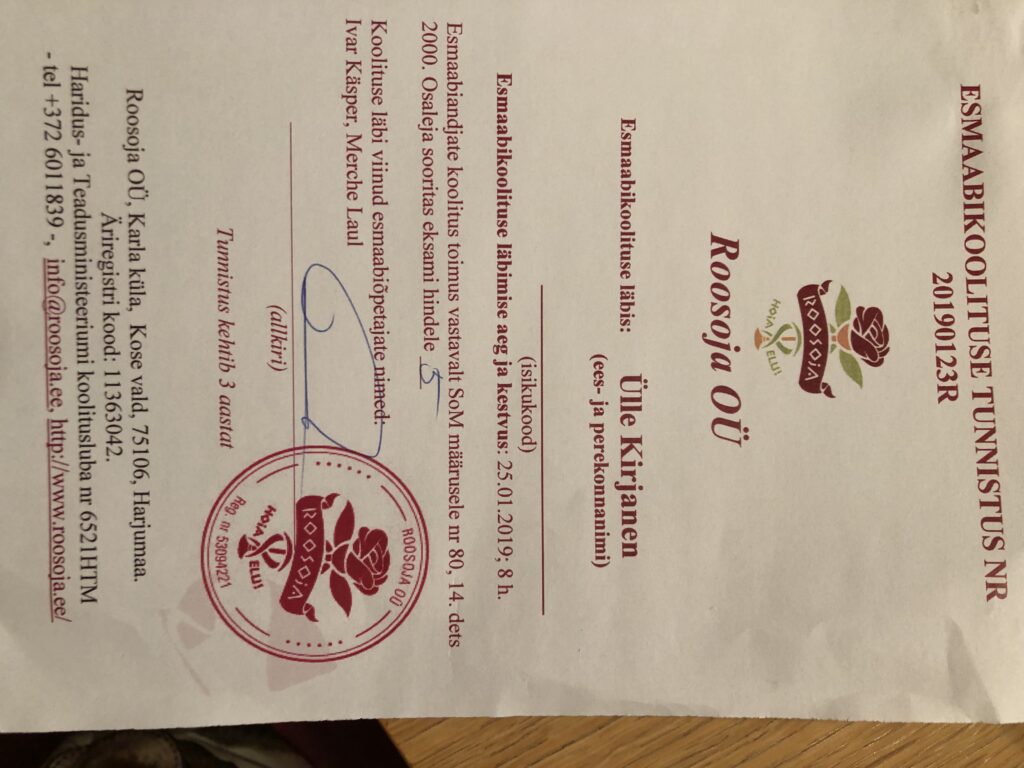 ESMAABIKOOLITUSE TUNNISTUS NR
20190123R
ROOSOJA
HOIA ELU!
Roosoja OÜ
Esmaabikoolituse läbis: Ülle Kirjanen
(ees- ja perekonnanimi)
(isikukood)
Esmaabikoolituse läbimise aeg ja kestvus: 25.01.2019; 8 h.
Esmaabiandjate koolitus toimus vastavalt SoM määrusele nr 80, 14. dets
2000. Osaleja sooritas eksami hindele 5
Koolituse läbi viinud esmaabiõpetajate nimed:
Ivar Käsper, Merche Laul
(allkiri)
ROOSOJA OÜ
ROOSOJA
HOIA ELU!
Reg. nr 53094221
Tunnistus kehtib 3 aastat
Roosoja OÜ, Karla küla, Kose vald, 75106, Harjumaa.
Äriregistri kood: 11363042.
Haridus- ja Teadusministeeriumi koolitusluba nr 6521HTM
- tel +372 6011839 -, info@roosoja.ee, http://www.roosoja.ee/